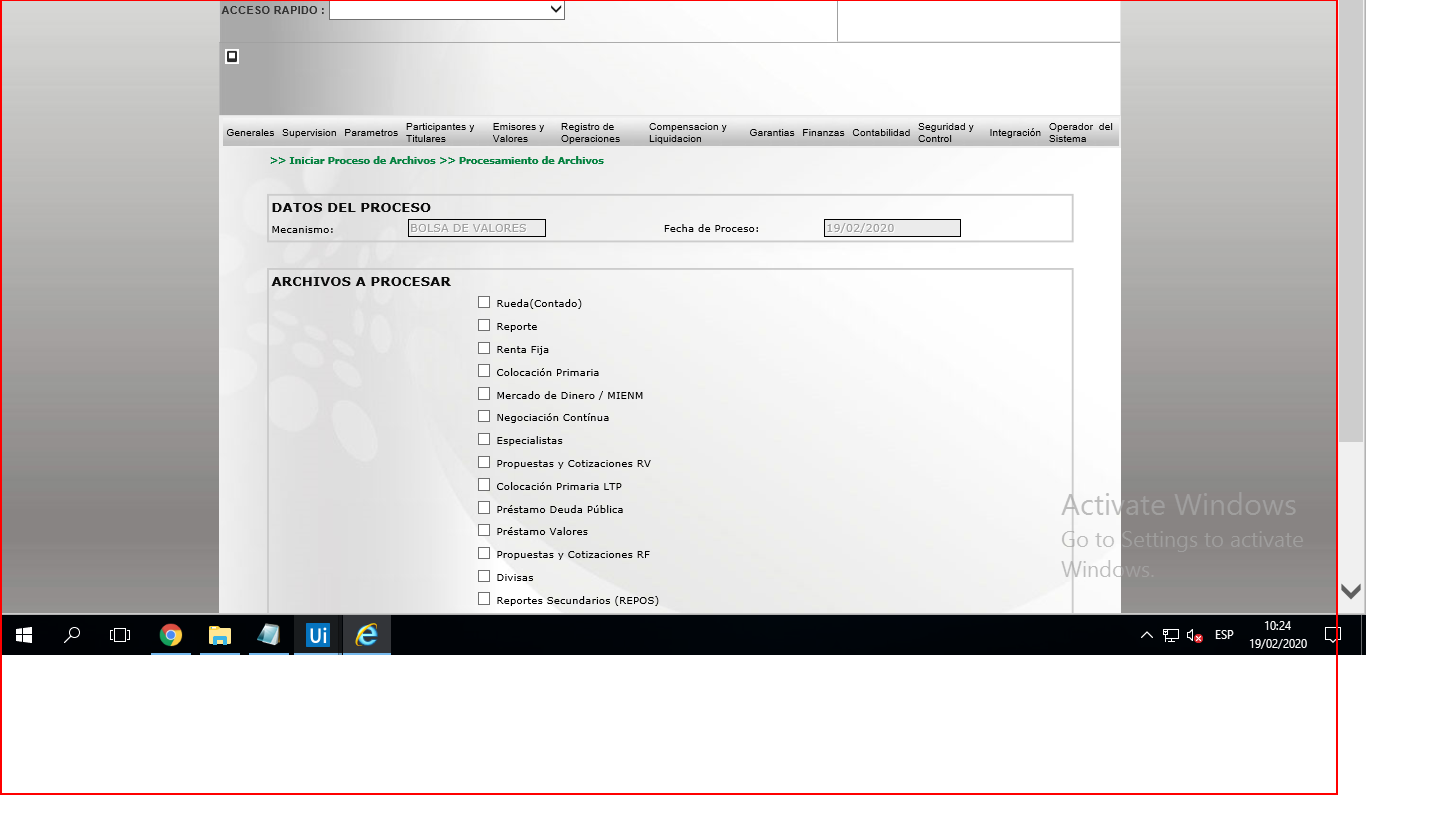 ACCESO RAPIDO :
Generales Supervision Parametros Participantes y Titulares Emisores y Valores Registro de Operaciones Compensacion y Liquidacion Garantias Finanzas Contabilidad Seguridad y Control Integración Operador del Sistema
>> Iniciar Proceso de Archivos >> Procesamiento de Archivos
DATOS DEL PROCESO
Mecanismo: BOLSA DE VALORES Fecha de Proceso: 19/02/2020
ARCHIVOS A PROCESAR
Rueda(Contado)
Reporte
Renta Fija
Colocación Primaria
Mercado de Dinero / MIENM
Negociación Contínua
Especialistas
Propuestas y Cotizaciones RV
Colocación Primaria LTP
Préstamo Deuda Pública
Préstamo Valores
Propuestas y Cotizaciones RF
Divisas
Reportes Secundarios (REPOS)
Activate Windows
Go to Settings to activate
Windows.
Ui
ESP
10:24
19/02/2020